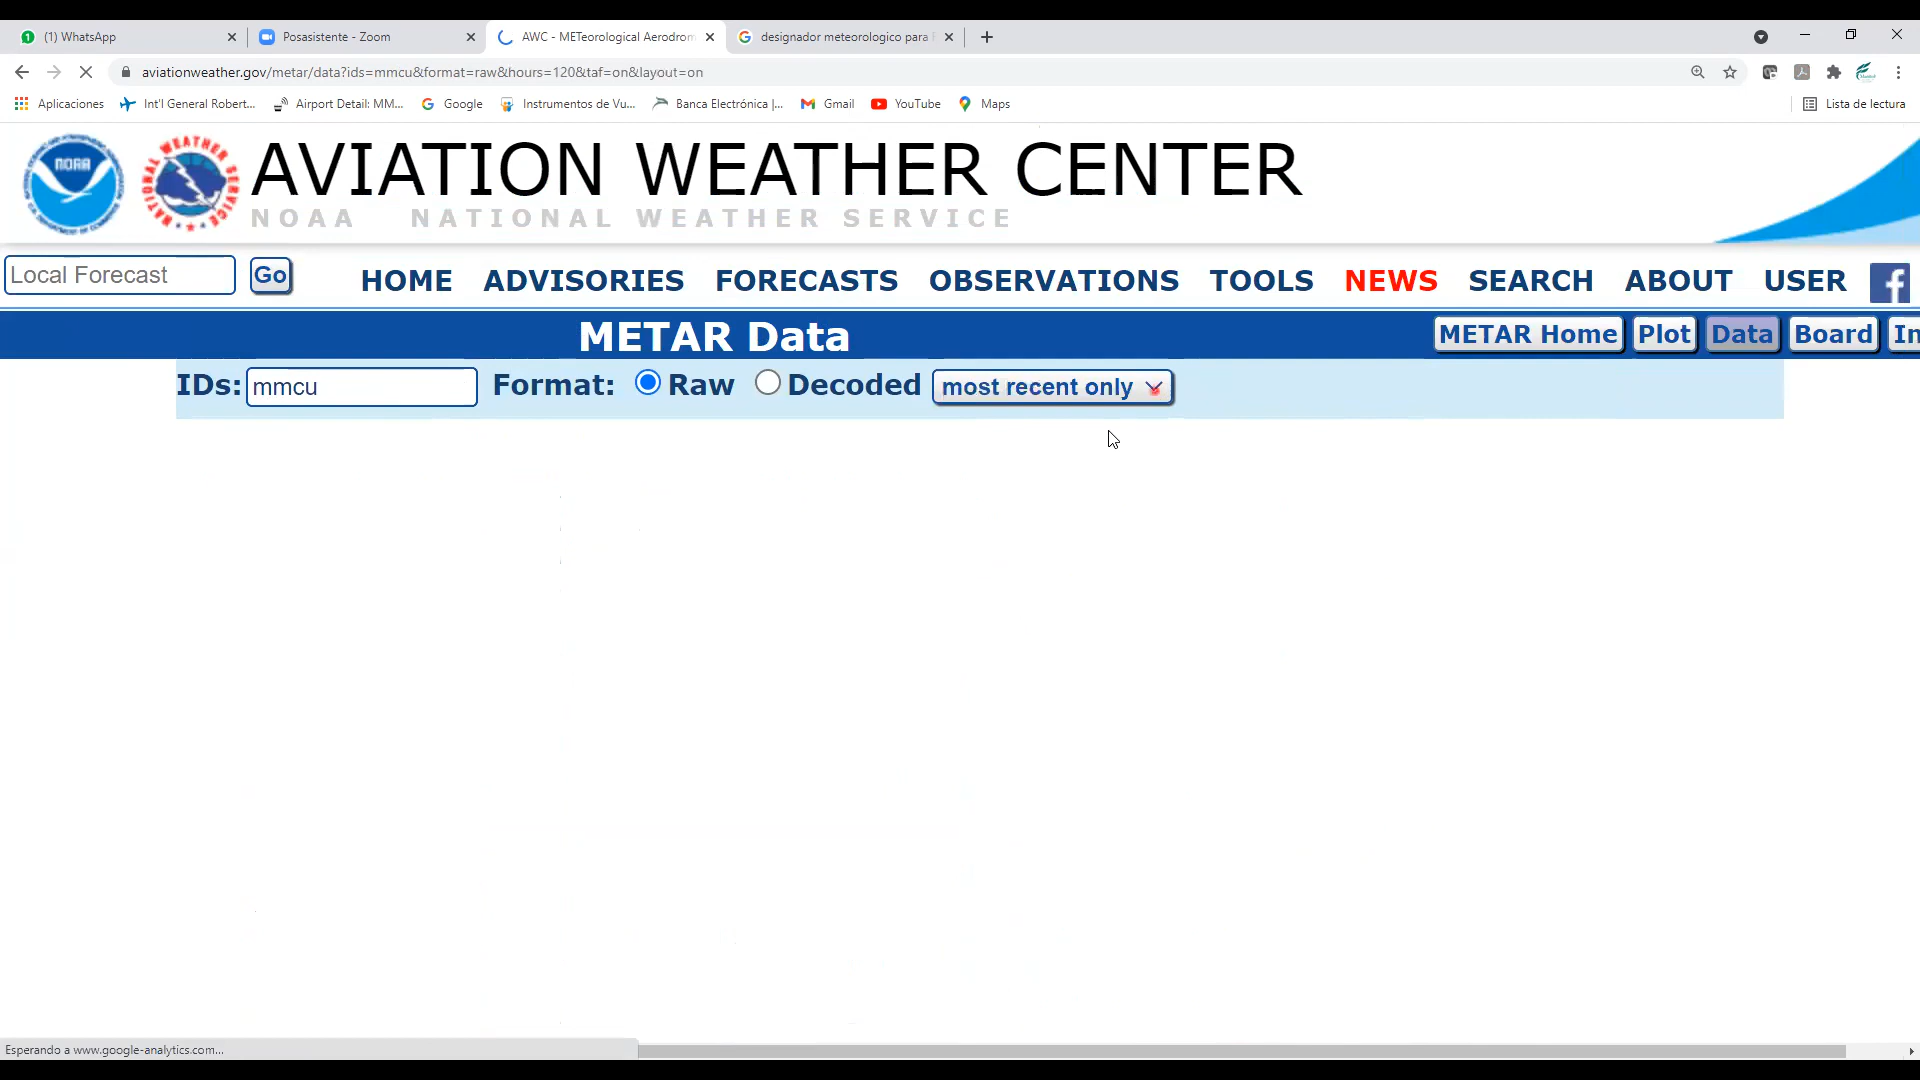 (1) WhatsApp
Posasistente - Zoom
AWC - METeorological Aerodrom
designador meteorologico para
aviationweather.gov/metar/data?ids=mmcu&format=raw&hours=120&taf=on&layout=on
Aplicaciones
Int'l General Robert...
Airport Detail: MM...
Google
Instrumentos de Vu...
Banca Electrónica |...
Gmail
YouTube
Maps
Lista de lectura
NOAA
AVIATION WEATHER CENTER
NOAA NATIONAL WEATHER SERVICE
Local Forecast
Go
HOME ADVISORIES FORECASTS OBSERVATIONS TOOLS NEWS SEARCH ABOUT USER
METAR Data
METAR Home Plot Data Board In
IDs: mmcu Format: Raw Decoded most recent only
Esperando a www.google-analytics.com...